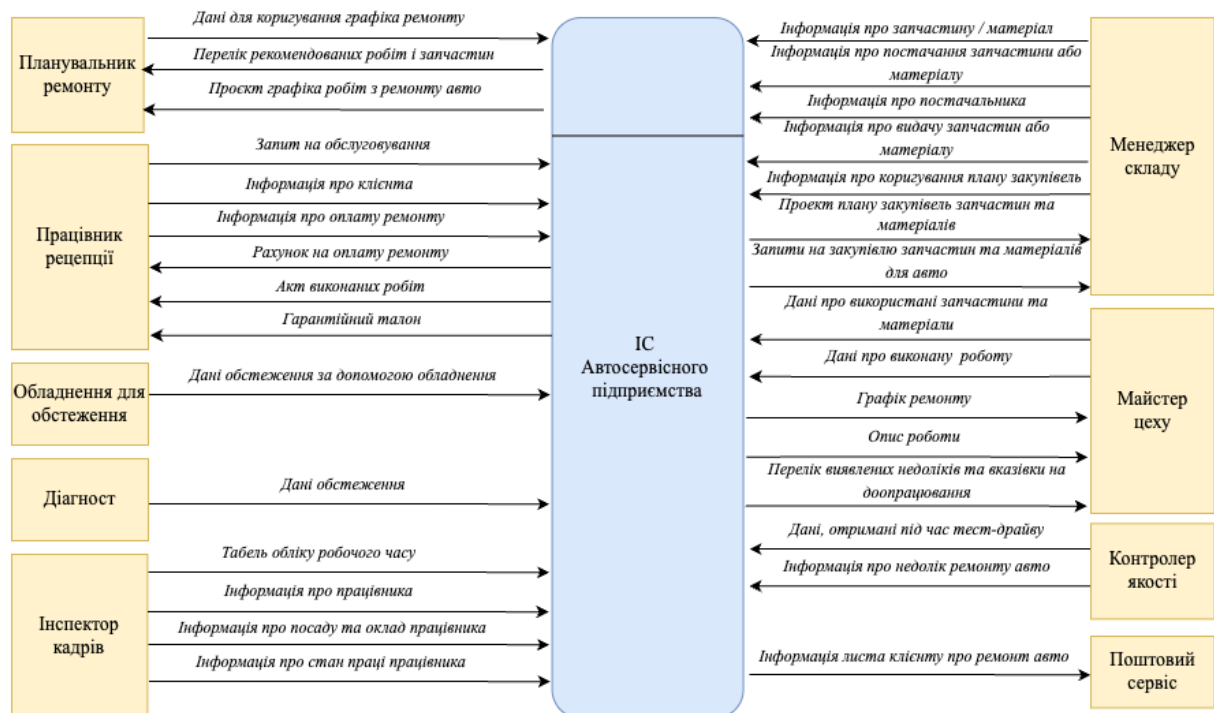 Дані для коригування графіка ремонту
Планувальник
ремонту
Перелік рекомендованих робіт і запчастин
Проєкт графіка робіт з ремонту авто
Запит на обслуговування
Інформація про клієнта
Працівник
рецепції
Інформація про оплату ремонту
Рахунок на оплату ремонту
Акт виконаних робіт
Гарантійний талон
Обладнення для
обстеження
Дані обстеження за допомогою обладнення
Діагност
Дані обстеження
Інспектор
кадрів
Табель обліку робочого часу
Інформація про працівника
Інформація про посаду та оклад працівника
Інформація про стан праці працівника
ІС
Автосервісного
підприємства
Інформація про запчастину / матеріал
Інформація про постачання запчастини або
матеріалу
Інформація про постачальника
Інформація про видачу запчастин або
матеріалу
Інформація про коригування плану закупівель
Проект плану закупівель запчастин та
матеріалів
Запити на закупівлю запчастин та матеріалів
для авто
Менеджер
складу
Дані про використані запчастини та
матеріали
Дані про виконану роботу
Графік ремонту
Опис роботи
Перелік виявлених недоліків та вказівки на
доопрацювання
Майстер
цеху
Дані, отримані під час тест-драйву
Інформація про недолік ремонту авто
Контролер
якості
Інформація листа клієнту про ремонт авто
Поштовий
сервіс